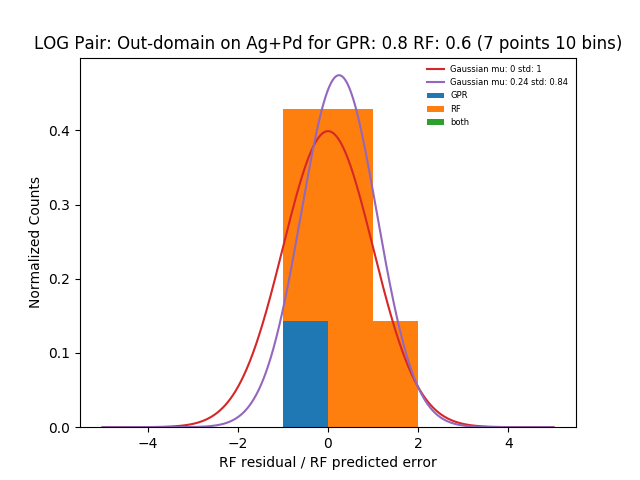 LOG Pair: Out-domain on Ag+Pd for GPR: 0.8 RF: 0.6 (7 points 10 bins)
Gaussian mu: 0 std: 1
Gaussian mu: 0.24 std: 0.84
GPR
RF
both
Normalized Counts
0.4
0.3
0.2
0.1
0.0
−4
−2
0
2
4
RF residual / RF predicted error